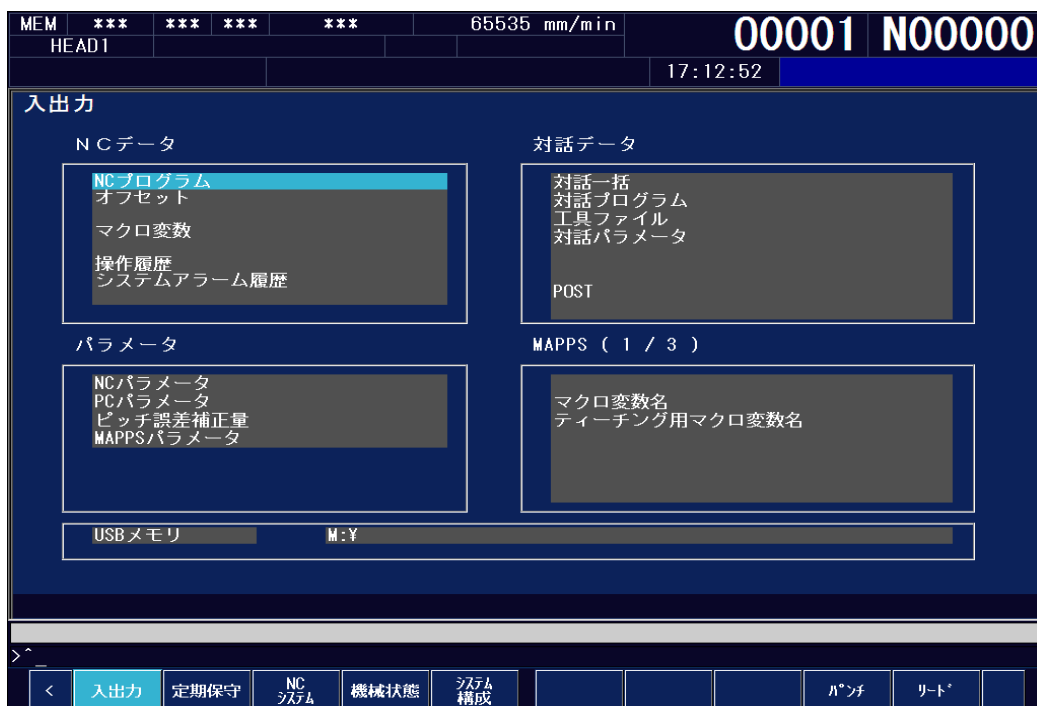 MEM *** *** *** *** 65535 mm/min 00001 N00000
HEAD1
17:12:52
入出力
NCデータ
NCプログラム
オフセット
マクロ変数
操作履歴
システムアラーム履歴
対話データ
対話一括
対話プログラム
工具ファイル
対話パラメータ
POST
パラメータ
NCパラメータ
PCパラメータ
ピッチ誤差補正量
MAPPSパラメータ
MAPPS ( 1 / 3 )
マクロ変数名
ティーチング用マクロ変数名
USBメモリ M:¥
>^_
< 入出力 定期保守 NC ｼｽﾃﾑ 機械状態 ｼｽﾃﾑ 構成 ﾊﾟﾝﾁ ﾘｰﾄﾞ